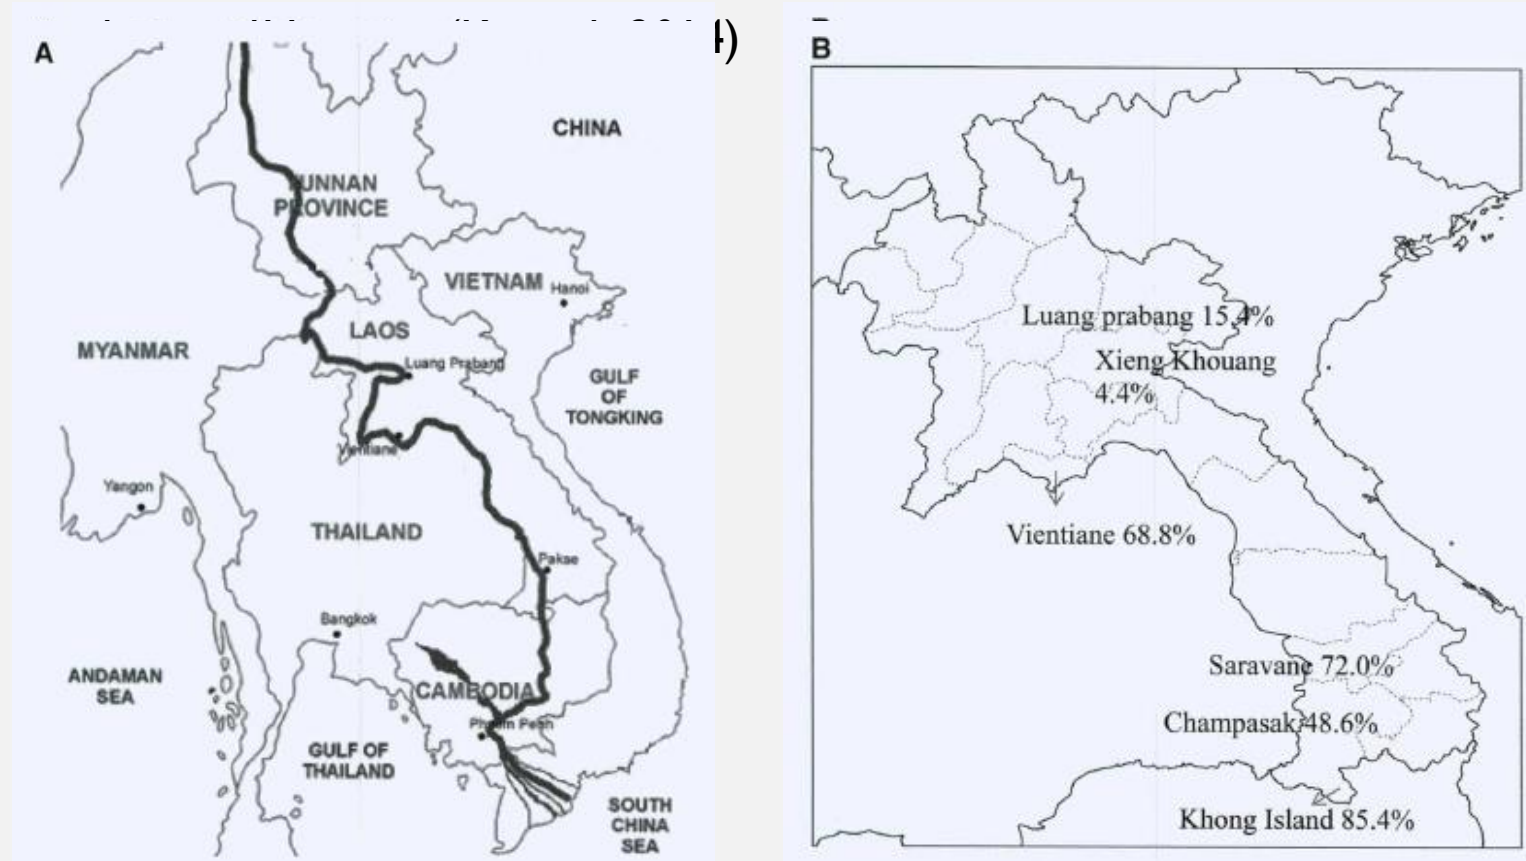 4)
A
CHINA
YUNNAN
PROVINCE
VIETNAM
Hanoi
LAOS
MYANMAR
Luang Prabang
GULF
OF
TONGKING
Vientiane
Yangon
THAILAND
Pakse
Bangkok
ANDAMAN
SEA
CAMBODIA
Phnom Penh
GULF OF
THAILAND
SOUTH
CHINA
SEA
B
Luang prabang 15.4%
Xieng Khouang
4.4%
Vientiane 68.8%
Saravane 72.0%
Champasak 48.6%
Khong Island 85.4%